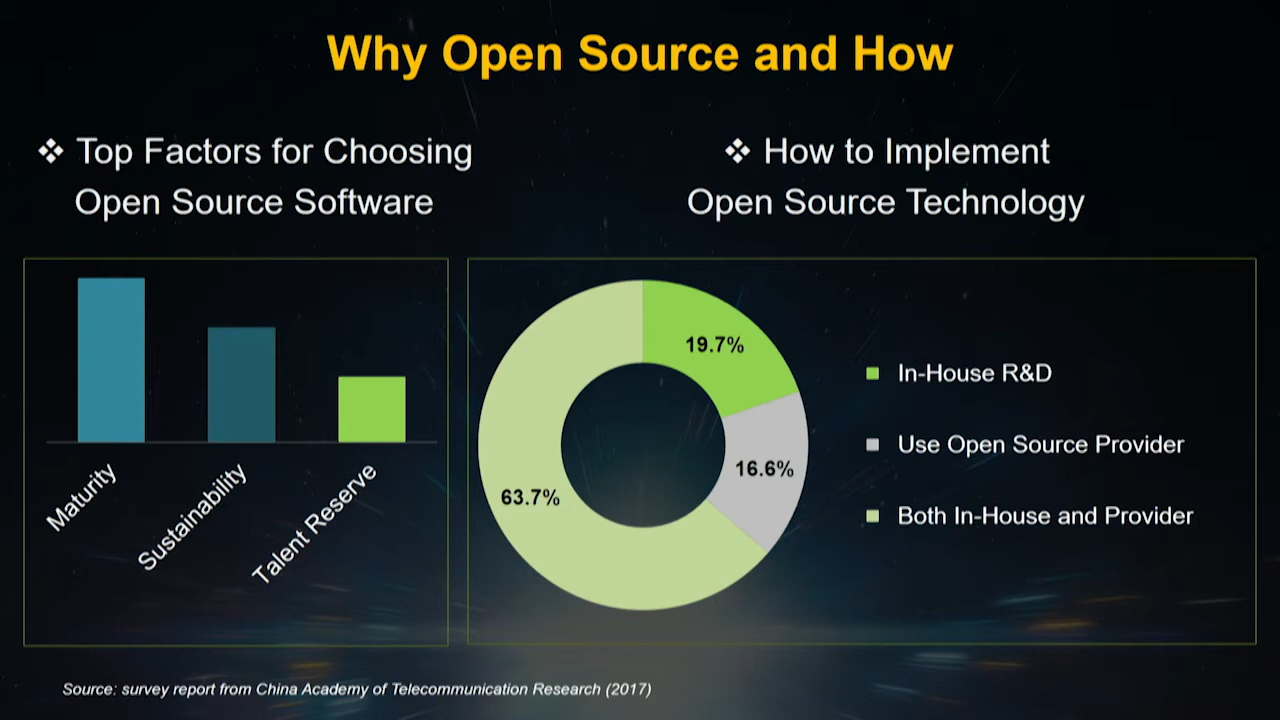 Why Open Source and How
❖ Top Factors for Choosing
Open Source Software
❖ How to Implement
Open Source Technology
Maturity
Sustainability
Talent Reserve
19.7%
16.6%
63.7%
In-House R&D
Use Open Source Provider
Both In-House and Provider
Source: survey report from China Academy of Telecommunication Research (2017)